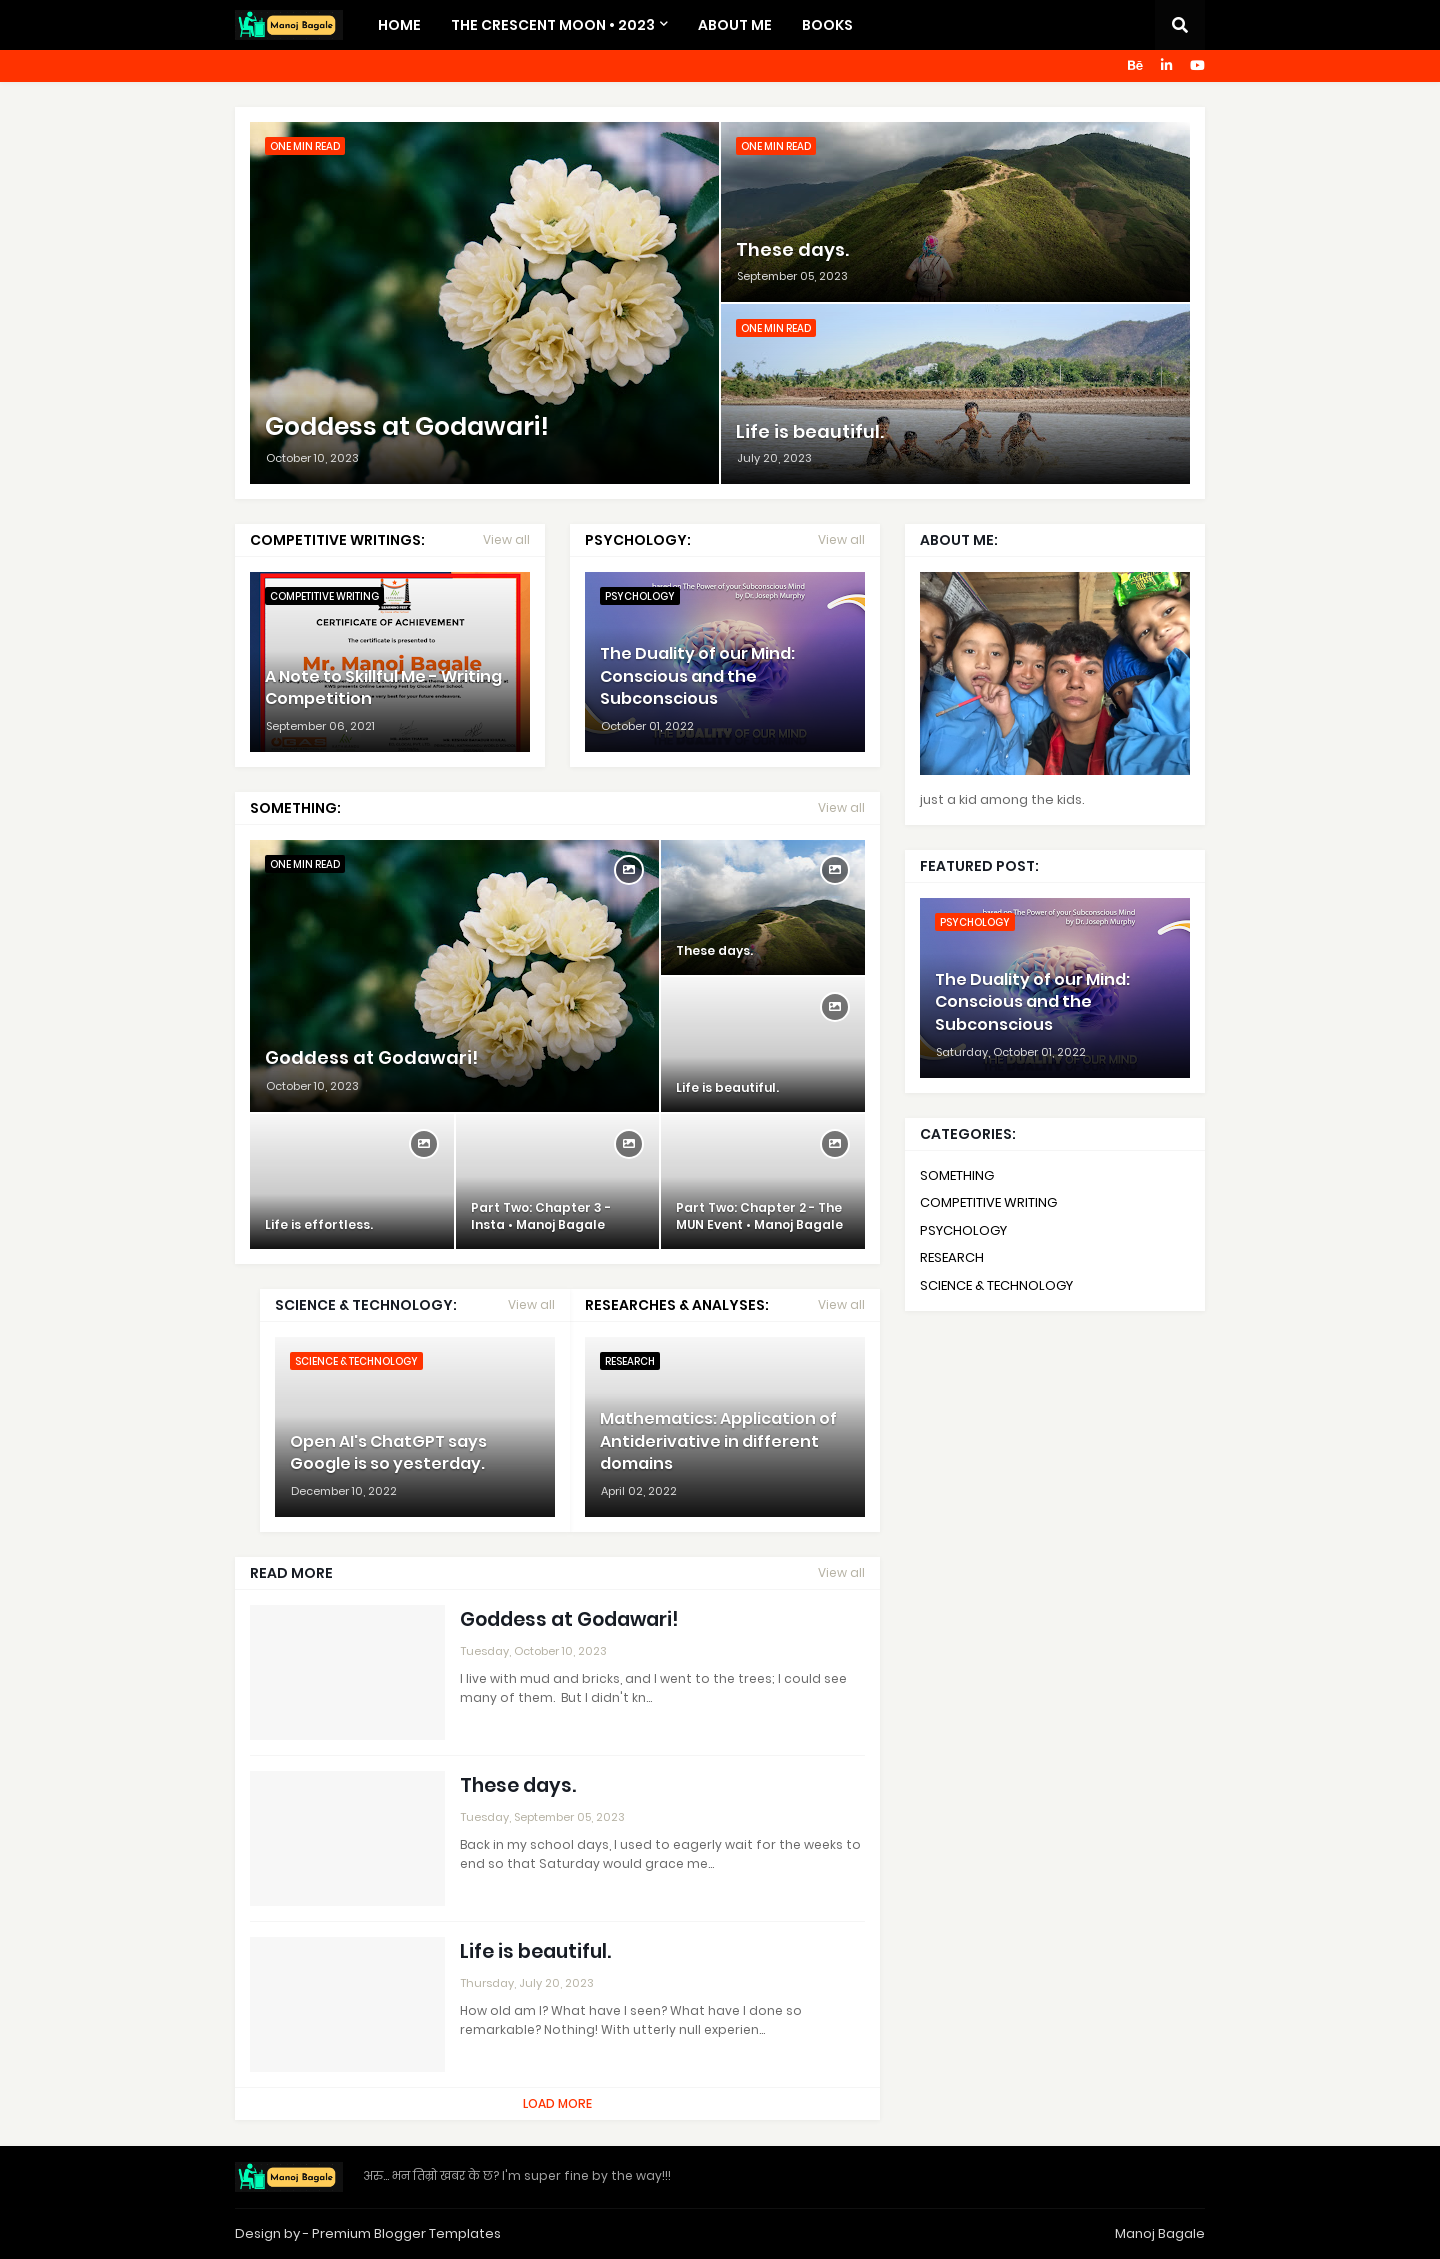 Manoj Bagale
HOME
THE CRESCENT MOON • 2023
ABOUT ME
BOOKS
Bē
in
ONE MIN READ
Goddess at Godawari!
October 10, 2023
ONE MIN READ
These days.
September 05, 2023
ONE MIN READ
Life is beautiful.
July 20, 2023
COMPETITIVE WRITINGS:
View all
COMPETITIVE WRITING
CERTIFICATE OF ACHIEVEMENT
The certificate is presented to
Mr. Manoj Bagale
A Note to Skillful Me - Writing
Competition
September 06, 2021
PSYCHOLOGY:
View all
based on The Power of your Subconscious Mind
by Dr. Joseph Murphy
PSYCHOLOGY
The Duality of our Mind:
Conscious and the
Subconscious
October 01, 2022
THE DUALITY OF OUR MIND
ABOUT ME:
just a kid among the kids.
SOMETHING:
View all
ONE MIN READ
Goddess at Godawari!
October 10, 2023
These days.
Life is beautiful.
Life is effortless.
Part Two: Chapter 3 -
Insta • Manoj Bagale
Part Two: Chapter 2 - The
MUN Event • Manoj Bagale
FEATURED POST:
based on The Power of your Subconscious Mind
by Dr. Joseph Murphy
PSYCHOLOGY
The Duality of our Mind:
Conscious and the
Subconscious
Saturday, October 01, 2022
THE DUALITY OF OUR MIND
CATEGORIES:
SOMETHING
COMPETITIVE WRITING
PSYCHOLOGY
RESEARCH
SCIENCE & TECHNOLOGY
SCIENCE & TECHNOLOGY:
View all
SCIENCE & TECHNOLOGY
Open AI's ChatGPT says
Google is so yesterday.
December 10, 2022
RESEARCHES & ANALYSES:
View all
RESEARCH
Mathematics: Application of
Antiderivative in different
domains
April 02, 2022
READ MORE
View all
Goddess at Godawari!
Tuesday, October 10, 2023
I live with mud and bricks, and I went to the trees; I could see
many of them.  But I didn't kn…
These days.
Tuesday, September 05, 2023
Back in my school days, I used to eagerly wait for the weeks to
end so that Saturday would grace me…
Life is beautiful.
Thursday, July 20, 2023
How old am I? What have I seen? What have I done so
remarkable? Nothing! With utterly null experien…
LOAD MORE
Manoj Bagale
अरु... भन तिम्रो खबर के छ? I'm super fine by the way!!!
Design by - Premium Blogger Templates
Manoj Bagale